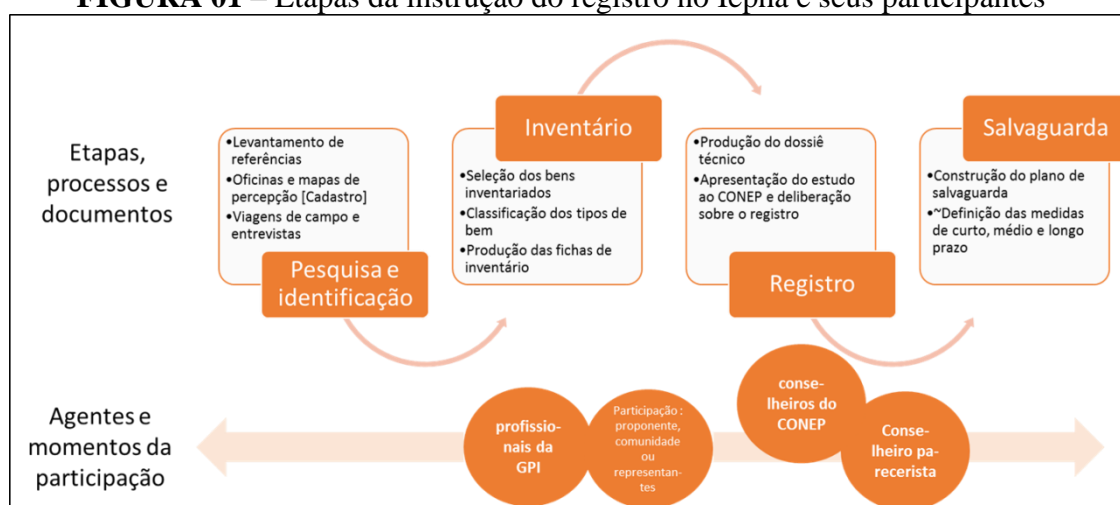 FIGURA 01 – Etapas da instrução do registro no Iepha e seus participantes
Etapas,
processos e
documentos
•Levantamento de
referências
•Oficinas e mapas de
percepção [Cadastro]
•Viagens de campo e
entrevistas
Pesquisa e
identificação
Inventário
•Seleção dos bens
inventariados
•Classificação dos tipos de
bem
•Produção das fichas de
inventário
•Produção do dossiê
técnico
•Apresentação do estudo
ao CONEP e deliberação
sobre o registro
Registro
Salvaguarda
•Construção do plano de
salvaguarda
•~Definição das medidas
de curto, médio e longo
prazo
Agentes e
momentos da
participação
profissio-
nais da
GPI
Participação :
proponente,
comunidade
ou
representan-
tes
conse-
lheiros do
CONEP
Conse-
lheiro pa-
recerista